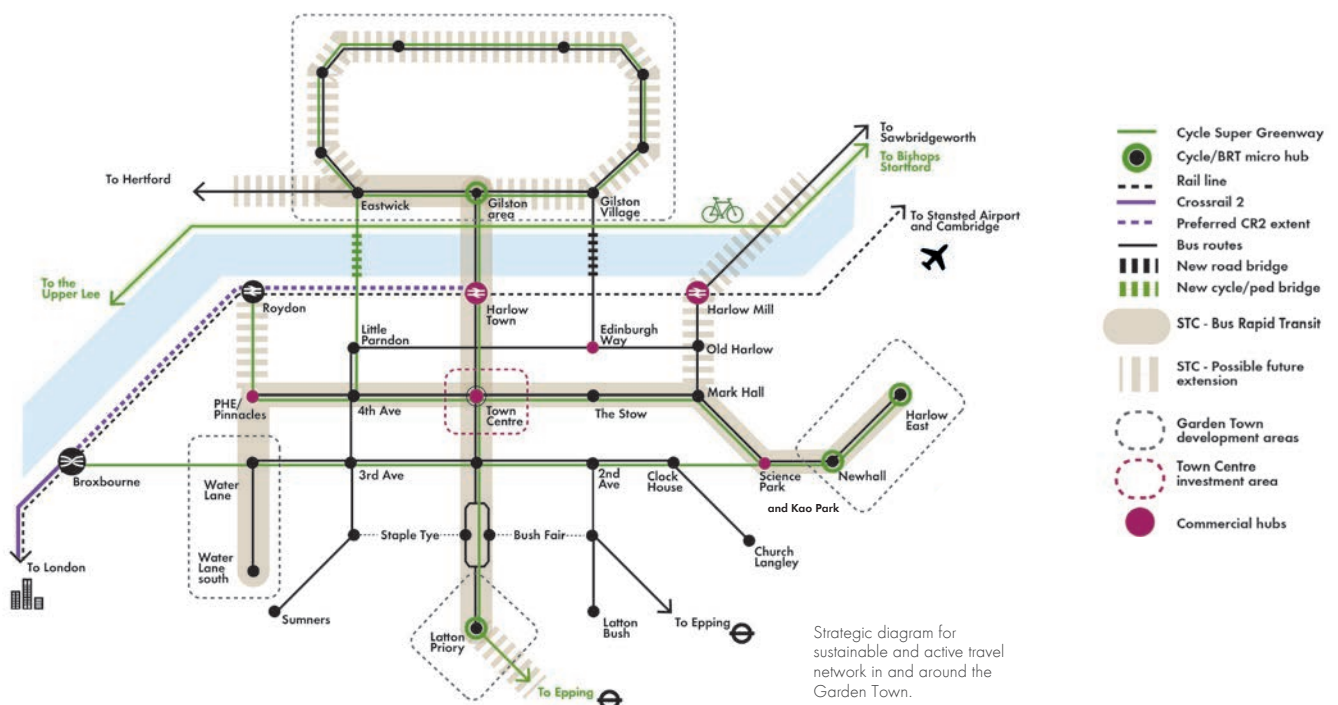 To
Sawbridgeworth
To Bishops
Stortford
To Hertford
Eastwick
Gilston
area
Gilston
Village
To Stansted Airport
and Cambridge
To the
Upper Lee
Roydon
Harlow
Town
Harlow Mill
Little
Parndon
Edinburgh
Way
Old Harlow
PHE/
Pinnacles
4th Ave
Town
Centre
The Stow
Mark Hall
Harlow
East
Broxbourne
Water
Lane
3rd Ave
2nd
Ave
Clock
House
Science
Park
and Kao Park
Newhall
Staple Tye
Bush Fair
Water
Lane
south
Church
Langley
To London
Sumners
Latton
Priory
Latton
Bush
To Epping
To Epping
Strategic diagram for
sustainable and active travel
network in and around the
Garden Town.
Cycle Super Greenway
Cycle/BRT micro hub
Rail line
Crossrail 2
Preferred CR2 extent
Bus routes
New road bridge
New cycle/ped bridge
STC - Bus Rapid Transit
STC - Possible future
extension
Garden Town
development areas
Town Centre
investment area
Commercial hubs